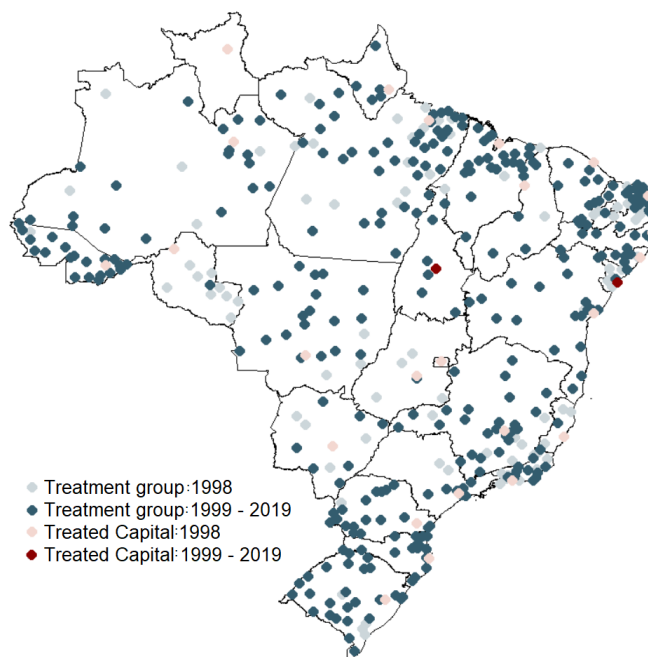 Treatment group:1998
Treatment group:1999 - 2019
Treated Capital:1998
Treated Capital:1999 - 2019